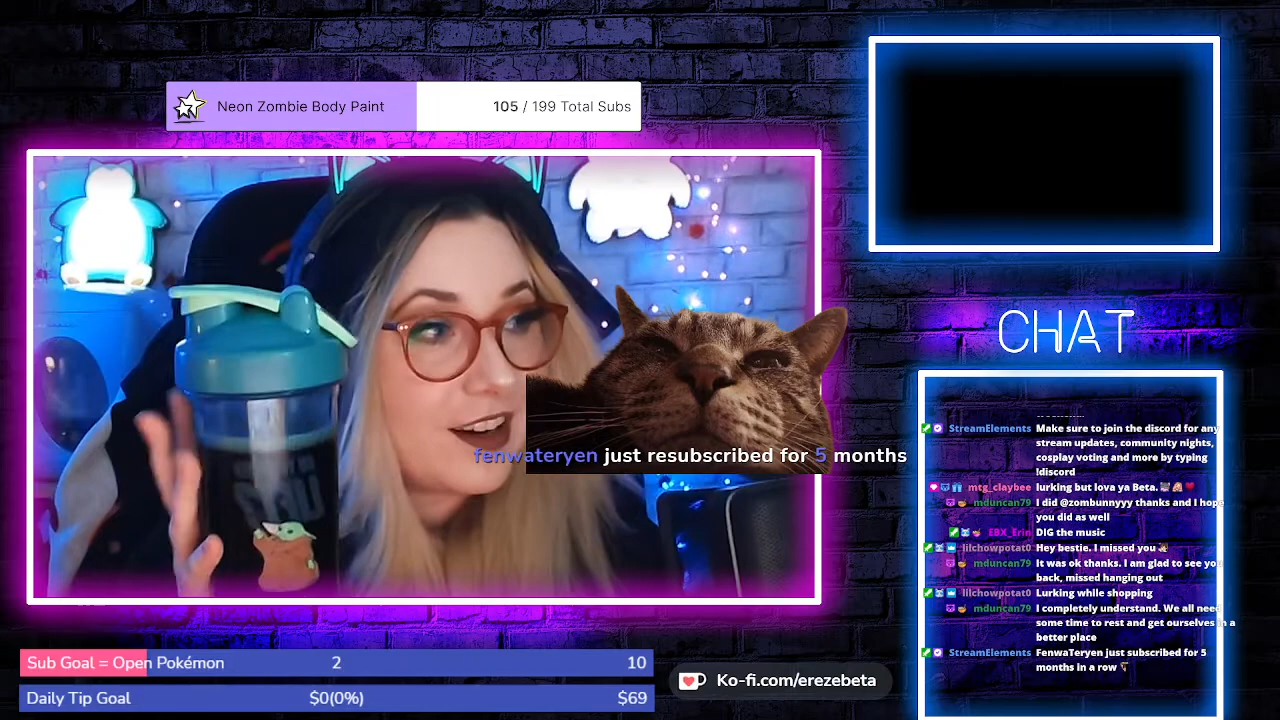 Neon Zombie Body Paint 105 / 199 Total Subs
CHAT
StreamElements Make sure to join the discord for any
stream updates, community nights,
cosplay voting and more by typing
!discord
mtg_claybee lurking but lova ya Beta.
mduncan79 I did @zombunnyyy thanks and I hope
you did as well
EBX_Erin DIG the music
lilchowpotat0 Hey bestie. I missed you
mduncan79 It was ok thanks. I am glad to see you
back, missed hanging out
lilchowpotat0 Lurking while shopping
mduncan79 I completely understand. We all need
some time to rest and get ourselves in a
better place
StreamElements FenwaTeryen just subscribed for 5
months in a row
fenwateryen just resubscribed for 5 months
Sub Goal = Open Pokémon 2 10
Daily Tip Goal $0(0%) $69
Ko-fi.com/erezebeta